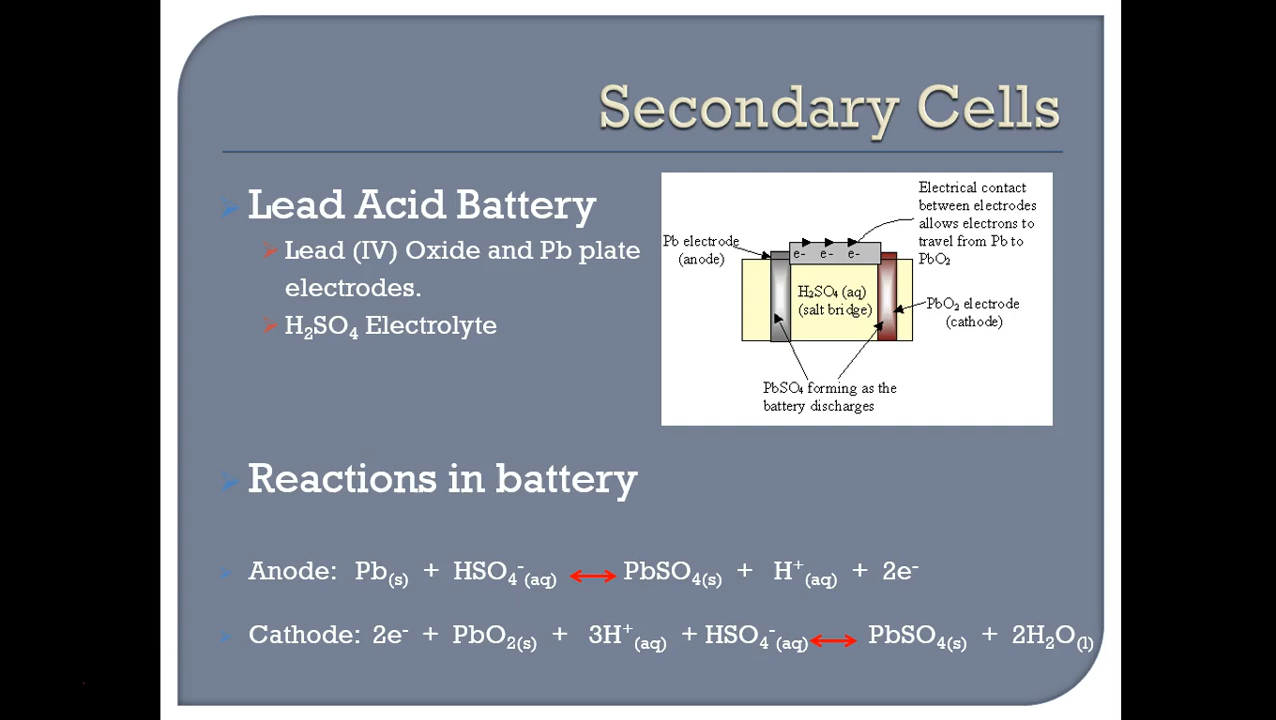 Secondary Cells
Lead Acid Battery
Lead (IV) Oxide and Pb plate
electrodes.
H₂SO₄ Electrolyte
Electrical contact
between electrodes
allows electrons to
travel from Pb to
PbO₂
Pb electrode
(anode)
e- e- e-
H₂SO₄ (aq)
(salt bridge)
PbO₂ electrode
(cathode)
PbSO₄ forming as the
battery discharges
Reactions in battery
Anode: Pb(s) + HSO₄⁻(aq) ↔ PbSO₄(s) + H⁺(aq) + 2e⁻
Cathode: 2e⁻ + PbO₂(s) + 3H⁺(aq) + HSO₄⁻(aq) ↔ PbSO₄(s) + 2H₂O(l)